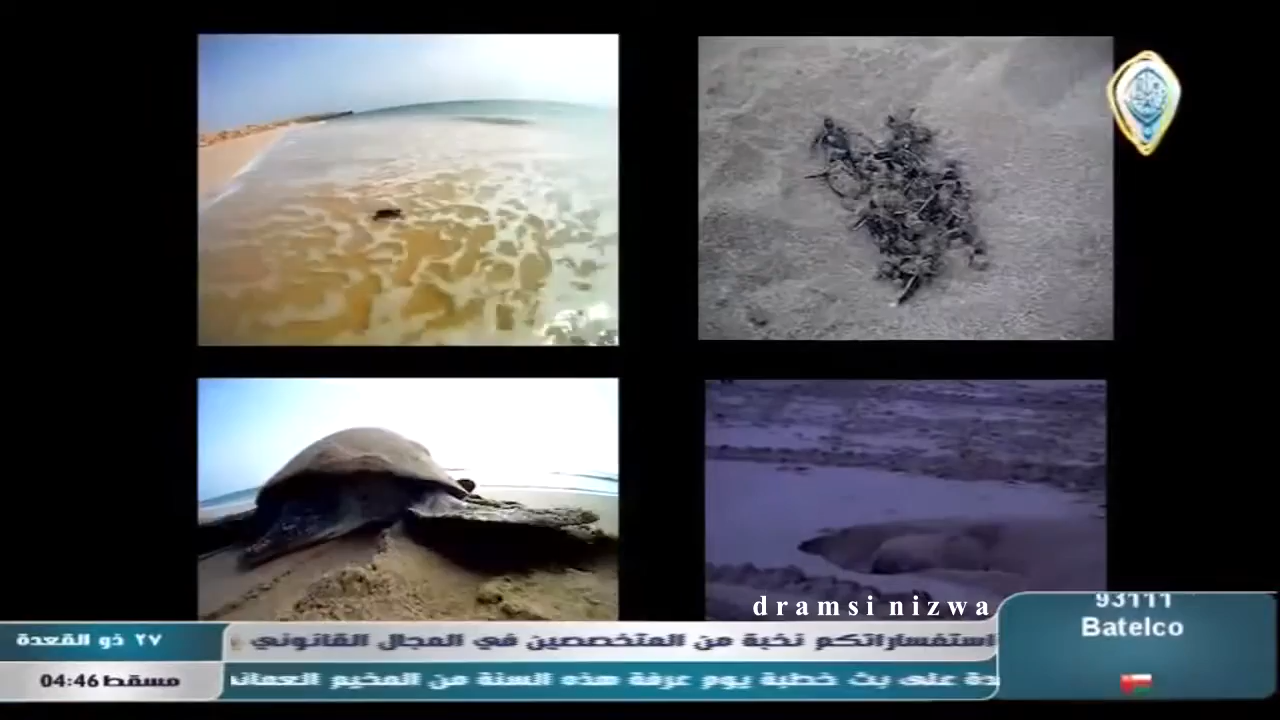 dramsi nizwa
93111
Batelco
٢٧ ذو القعدة
استفساراتكم نخبة من المتخصصين في المجال القانوني
مسقط 04:46
على بث خطبة يوم عرفة هذه السنة من المخيم